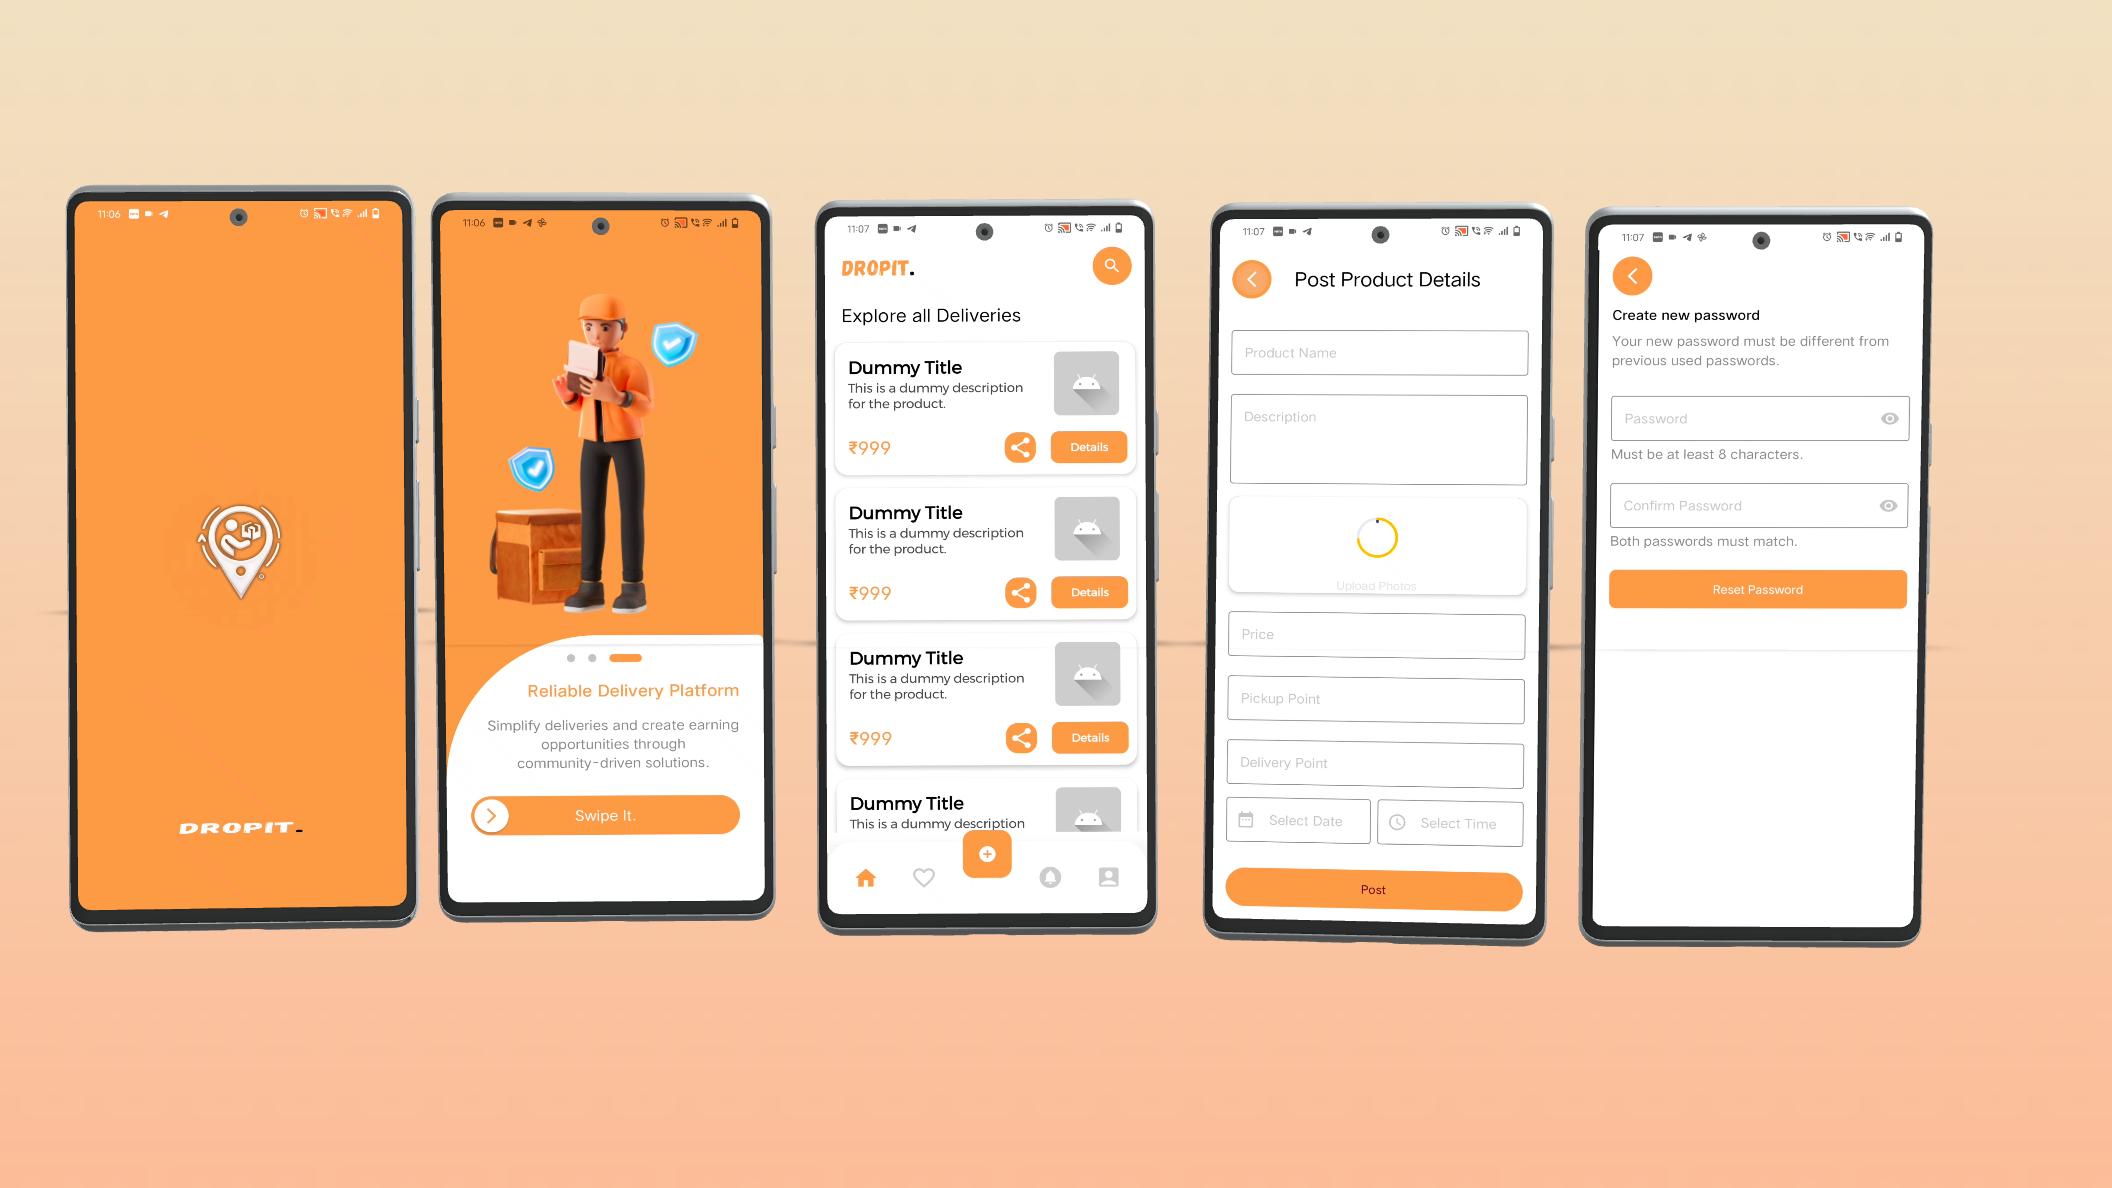 11:06
DROPIT.
11:06
Reliable Delivery Platform
Simplify deliveries and create earning
opportunities through
community-driven solutions.
Swipe It.
11:07
DROPIT.
Explore all Deliveries
Dummy Title
This is a dummy description
for the product.
₹999
Details
Dummy Title
This is a dummy description
for the product.
₹999
Details
Dummy Title
This is a dummy description
for the product.
₹999
Details
Dummy Title
This is a dummy description
11:07
Post Product Details
Product Name
Description
Upload Photos
Price
Pickup Point
Delivery Point
Select Date
Select Time
Post
11:07
Create new password
Your new password must be different from
previous used passwords.
Password
Must be at least 8 characters.
Confirm Password
Both passwords must match.
Reset Password